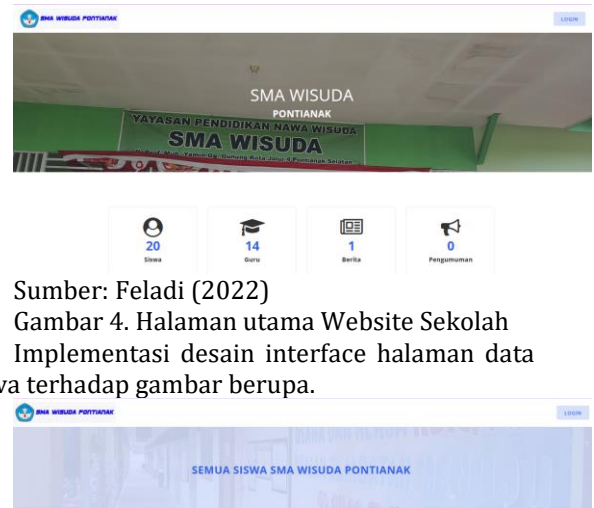 SMA WISUDA PONTIANAK
LOGIN
SMA WISUDA
PONTIANAK
YAYASAN PENDIDIKAN NAWA WISUDA
SMA WISUDA
20
14
1
0
Siswa
Guru
Berita
Pengumuman
Sumber: Feladi (2022)
Gambar 4. Halaman utama Website Sekolah
Implementasi desain interface halaman data
wa terhadap gambar berupa.
SMA WISUDA PONTIANAK
LOGIN
SEMUA SISWA SMA WISUDA PONTIANAK